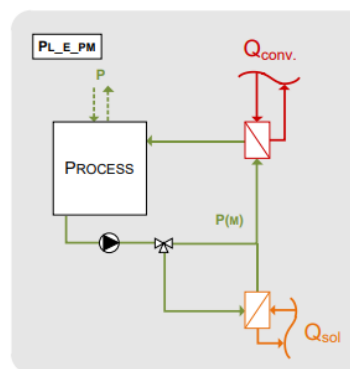 PL_E_PM
Qconv.
P
PROCESS
P(M)
Qsol